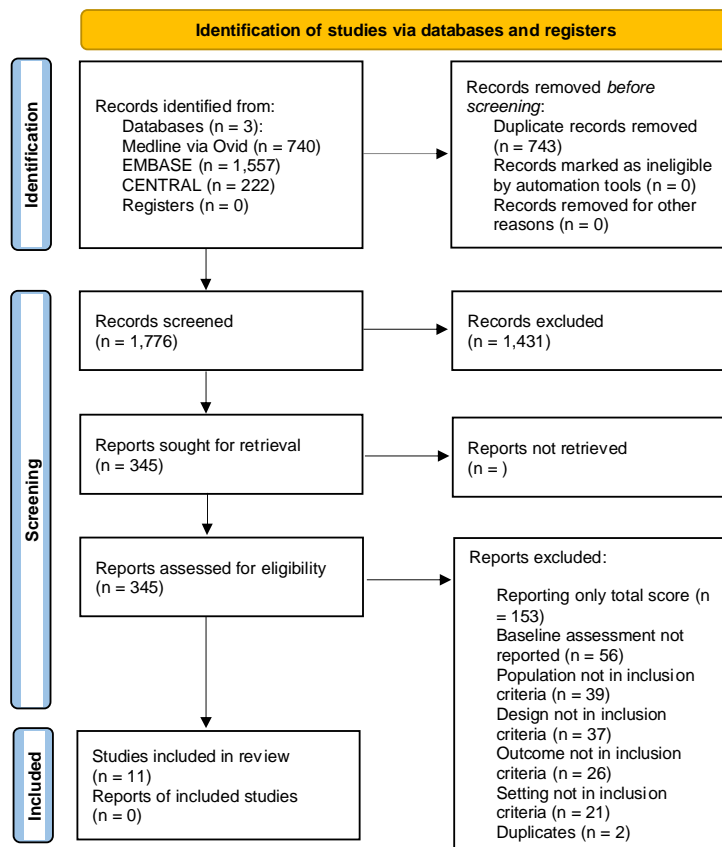 Identification of studies via databases and registers
Identification
Records identified from:
Databases (n = 3):
Medline via Ovid (n = 740)
EMBASE (n = 1,557)
CENTRAL (n = 222)
Registers (n = 0)
Records removed before
screening:
Duplicate records removed
(n = 743)
Records marked as ineligible
by automation tools (n = 0)
Records removed for other
reasons (n = 0)
Screening
Records screened
(n = 1,776)
Records excluded
(n = 1,431)
Reports sought for retrieval
(n = 345)
Reports not retrieved
(n = )
Reports assessed for eligibility
(n = 345)
Reports excluded:
Reporting only total score (n
= 153)
Baseline assessment not
reported (n = 56)
Population not in inclusion
criteria (n = 39)
Design not in inclusion
criteria (n = 37)
Outcome not in inclusion
criteria (n = 26)
Setting not in inclusion
criteria (n = 21)
Duplicates (n = 2)
Included
Studies included in review
(n = 11)
Reports of included studies
(n = 0)